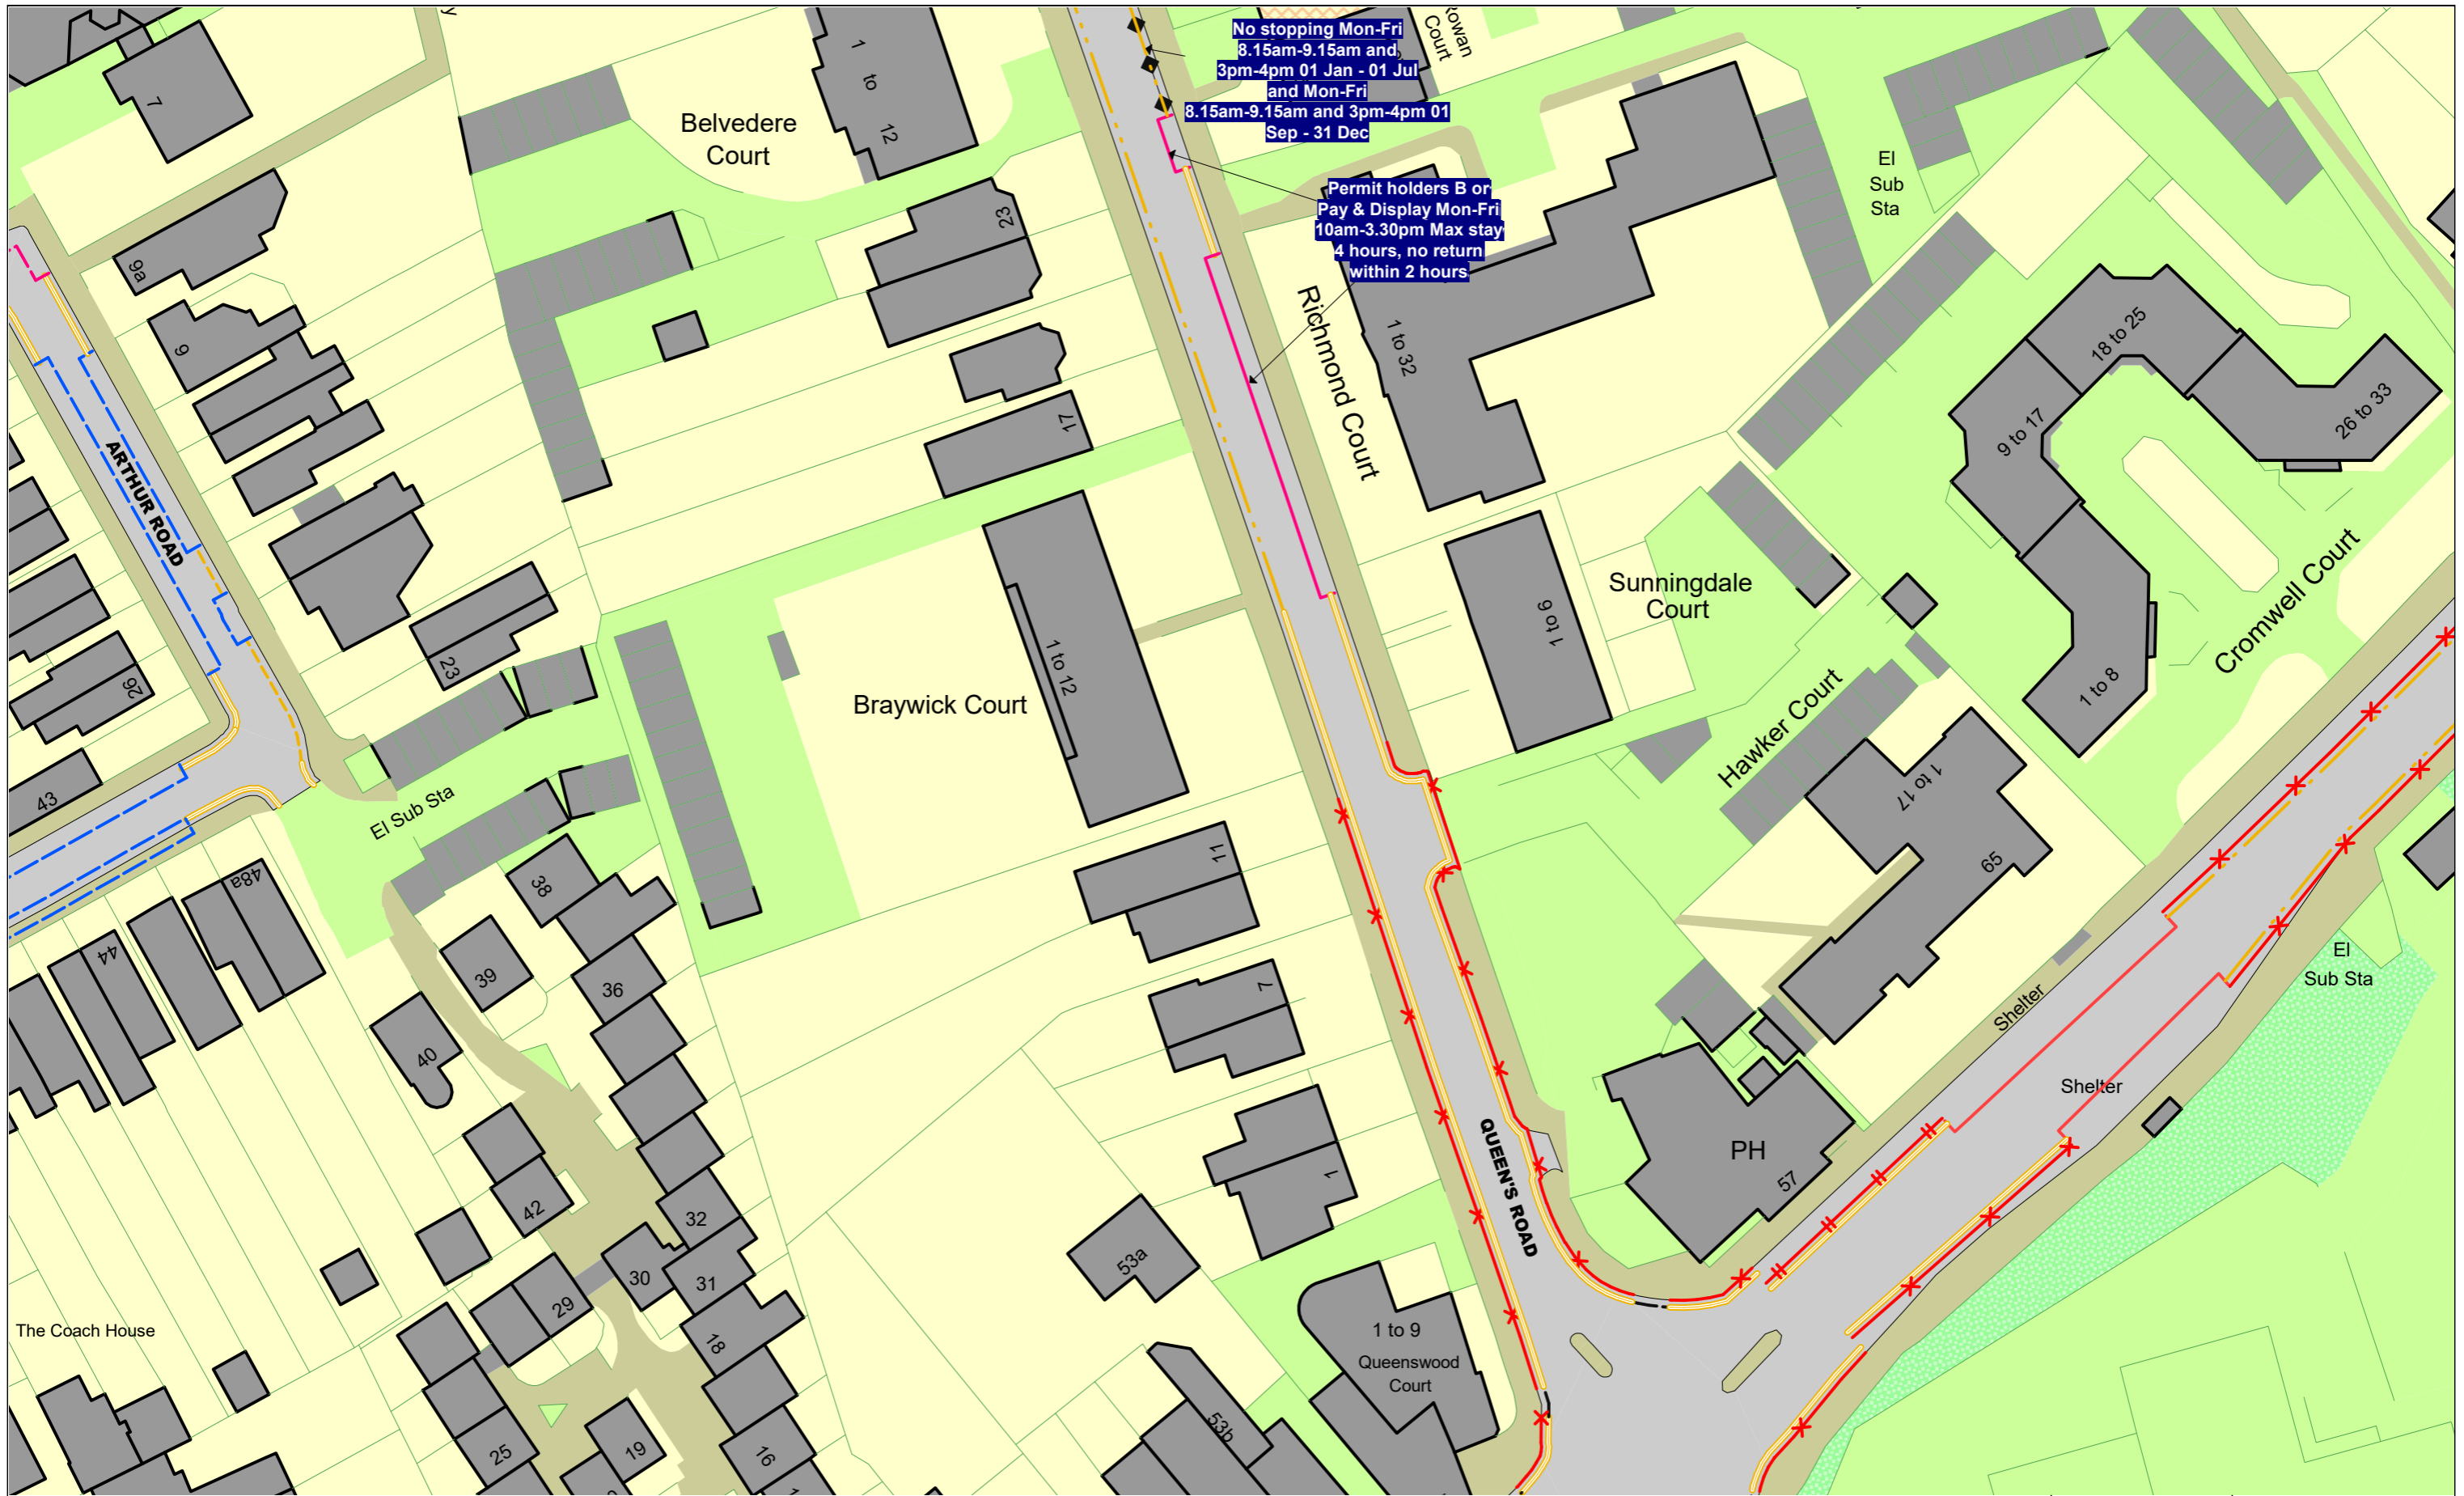 No stopping Mon-Fri
8.15am-9.15am and
3pm-4pm 01 Jan - 01 Jul
and Mon-Fri
8.15am-9.15am and 3pm-4pm 01
Sep - 31 Dec
Rowan
Court
7
1
to
12
Belvedere
Court
El
Sub
Sta
Permit holders B or
Pay & Display Mon-Fri
10am-3.30pm Max stay
4 hours, no return
within 2 hours
9a
23
9
Richmond Court
1 to 32
18 to 25
9 to 17
26 to 33
17
ARTHUR ROAD
Cromwell Court
Sunningdale
Court
1 to 6
23
26
1 to 12
Braywick Court
1 to 8
Hawker Court
1 to 17
43
El Sub Sta
65
11
48a
38
44
39
36
7
El
Sub Sta
Shelter
40
Shelter
QUEEN'S ROAD
PH
57
1
42
32
53a
30
31
29
The Coach House
18
1 to 9
Queenswood
Court
53b
25
19
16